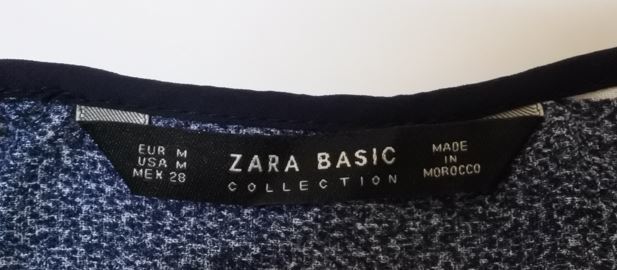 EUR M
USA M
MEX 28
ZARA BASIC
COLLECTION
MADE
IN
MOROCCO